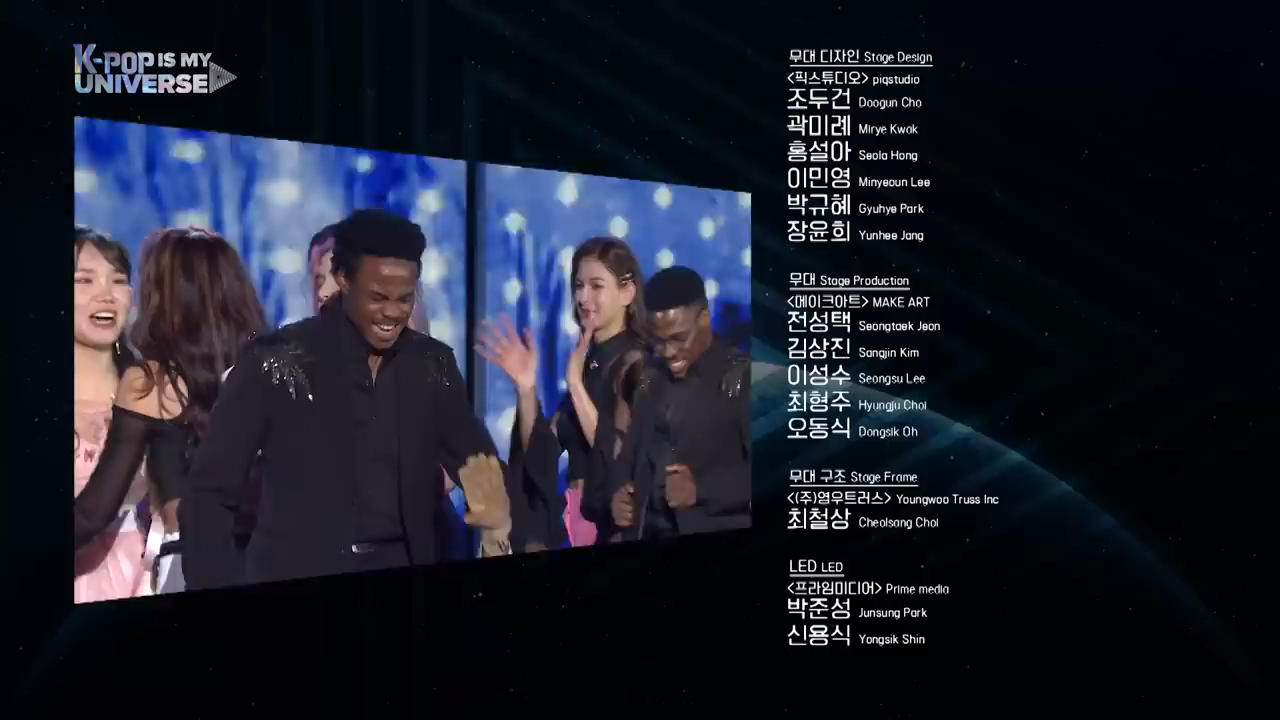 K-POP IS MY
UNIVERSE
무대 디자인 Stage Design
<픽스튜디오> piqstudio
조두건 Doogun Cho
곽미례 Mirye Kwak
홍설아 Seola Hong
이민영 Minyeoun Lee
박규혜 Gyuhye Park
장윤희 Yunhee Jang
무대 Stage Production
<메이크아트> MAKE ART
전성택 Seongtaek Jeon
김상진 Sangjin Kim
이성수 Seongsu Lee
최형주 Hyungju Choi
오동식 Dongsik Oh
무대 구조 Stage Frame
<(주)영우트러스> Youngwoo Truss Inc
최철상 Cheolsang Choi
LED LED
<프라임미디어> Prime media
박준성 Junsung Park
신용식 Yongsik Shin